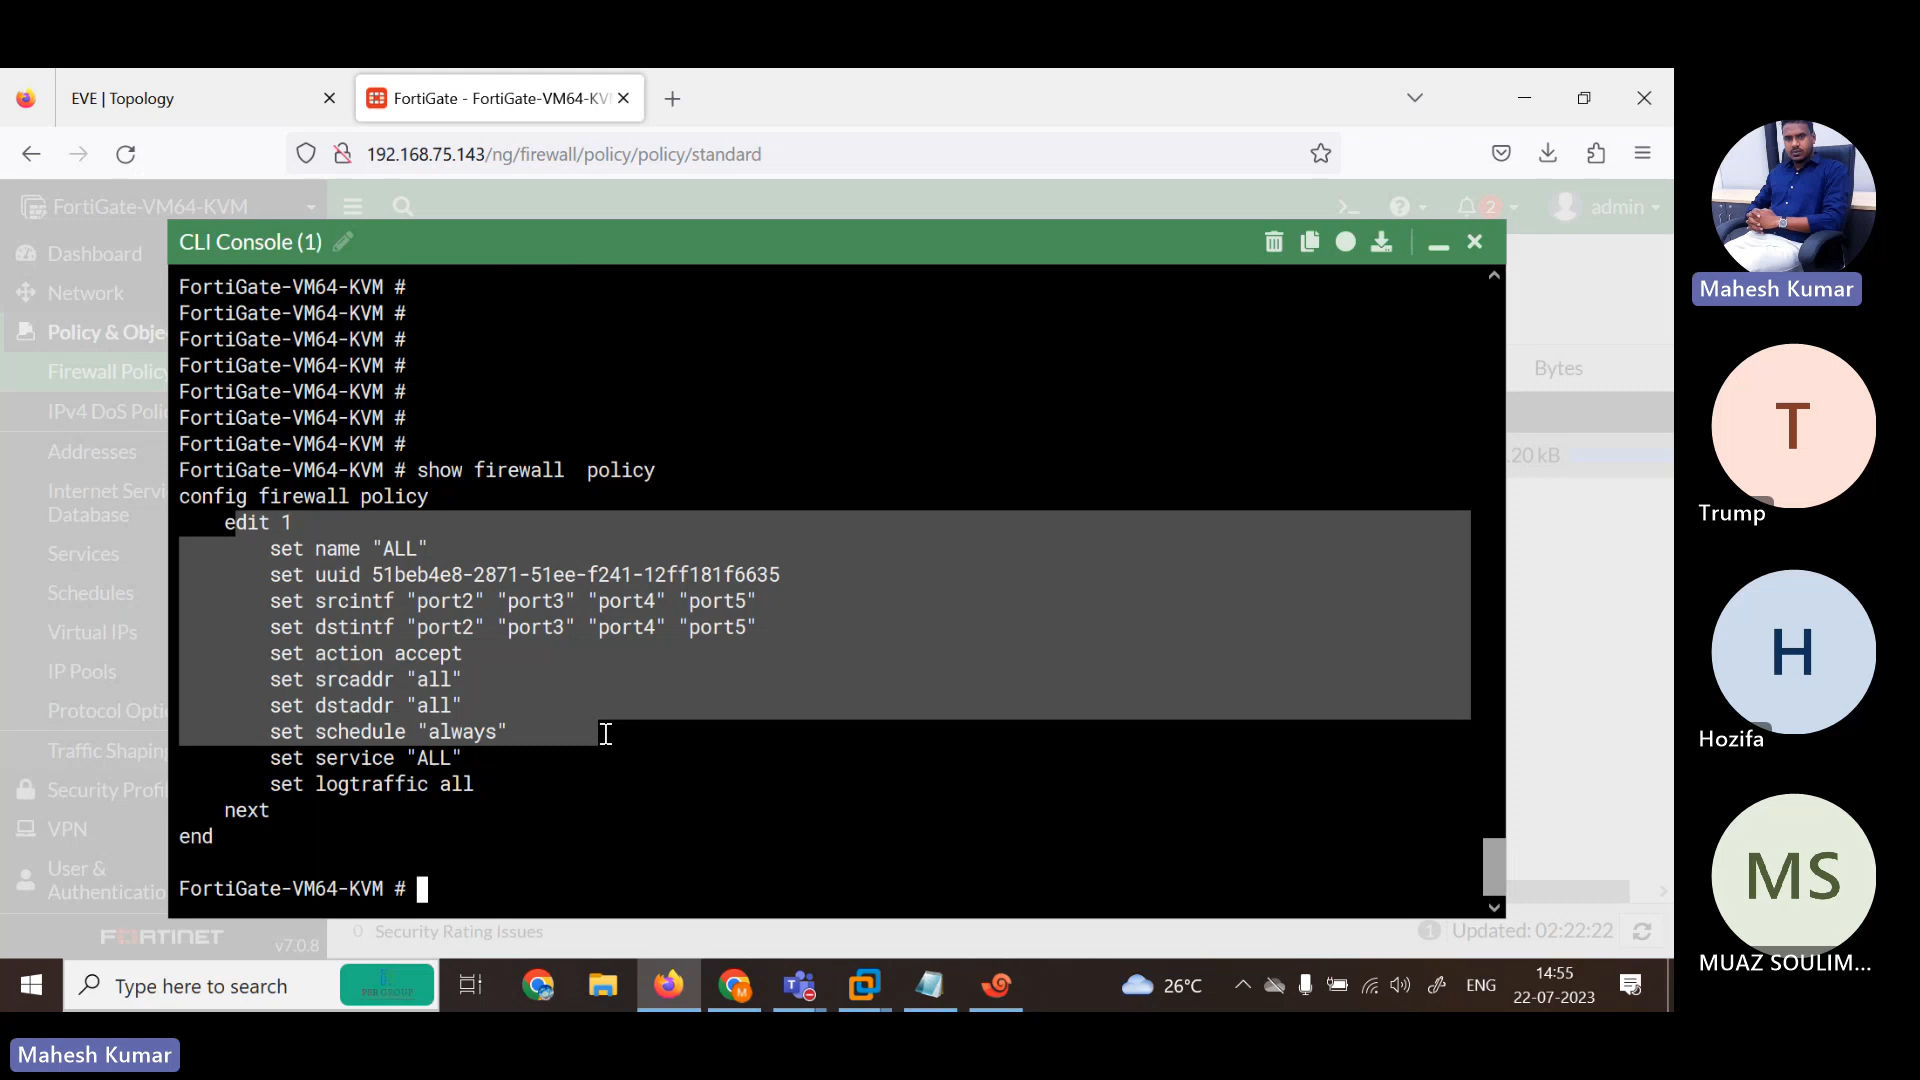 EVE | Topology
FortiGate - FortiGate-VM64-KV
192.168.75.143/ng/firewall/policy/policy/standard
FortiGate-VM64-KVM
2
admin
CLI Console (1)
Dashboard
Network
Policy & Obje
Firewall Policy
IPv4 DoS Polic
Addresses
Internet Servi
Database
Services
Schedules
Virtual IPs
IP Pools
Protocol Opti
Traffic Shapin
Security Profil
VPN
User &
Authenticatio
FORTINET
v7.0.8
FortiGate-VM64-KVM #
FortiGate-VM64-KVM #
FortiGate-VM64-KVM #
FortiGate-VM64-KVM #
FortiGate-VM64-KVM #
FortiGate-VM64-KVM #
FortiGate-VM64-KVM #
FortiGate-VM64-KVM # show firewall  policy
config firewall policy
edit 1
set name "ALL"
set uuid 51beb4e8-2871-51ee-f241-12ff181f6635
set srcintf "port2" "port3" "port4" "port5"
set dstintf "port2" "port3" "port4" "port5"
set action accept
set srcaddr "all"
set dstaddr "all"
set schedule "always"
set service "ALL"
set logtraffic all
next
end
FortiGate-VM64-KVM #
Bytes
.20 kB
0 Security Rating Issues
1 Updated: 02:22:22
Type here to search
PSR GROUP
26°C
ENG
14:55
22-07-2023
Mahesh Kumar
T
Trump
H
Hozifa
MS
MUAZ SOULIM...
Mahesh Kumar